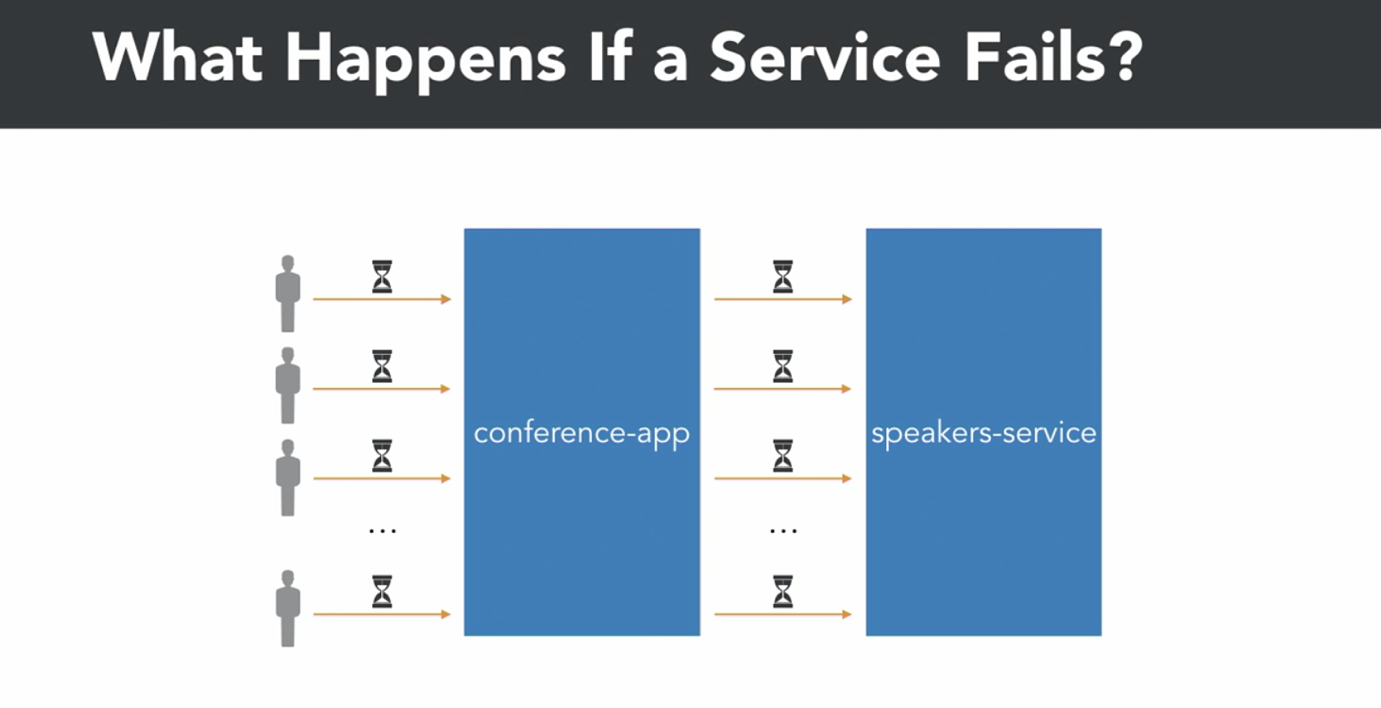 What Happens If a Service Fails?
conference-app
speakers-service
...
...